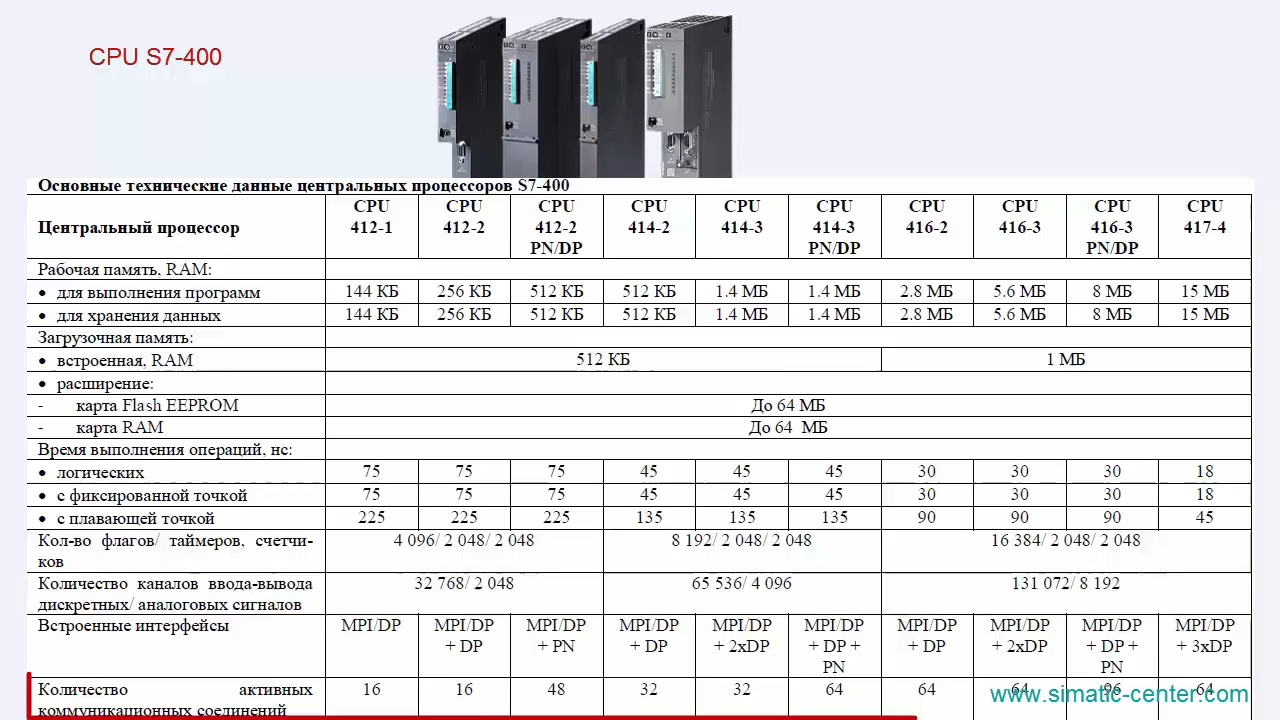 CPU S7-400
Основные технические данные центральных процессоров S7-400
Центральный процессор CPU 412-1 CPU 412-2 CPU 412-2 PN/DP CPU 414-2 CPU 414-3 CPU 414-3 PN/DP CPU 416-2 CPU 416-3 CPU 416-3 PN/DP CPU 417-4
Рабочая память, RAM:
• для выполнения программ 144 КБ 256 КБ 512 КБ 512 КБ 1.4 МБ 1.4 МБ 2.8 МБ 5.6 МБ 8 МБ 15 МБ
• для хранения данных 144 КБ 256 КБ 512 КБ 512 КБ 1.4 МБ 1.4 МБ 2.8 МБ 5.6 МБ 8 МБ 15 МБ
Загрузочная память:
• встроенная, RAM 512 КБ 1 МБ
• расширение:
- карта Flash EEPROM До 64 МБ
- карта RAM До 64 МБ
Время выполнения операций, нс:
• логических 75 75 75 45 45 45 30 30 30 18
• с фиксированной точкой 75 75 75 45 45 45 30 30 30 18
• с плавающей точкой 225 225 225 135 135 135 90 90 90 45
Кол-во флагов/ таймеров, счетчи- 4 096/ 2 048/ 2 048 8 192/ 2 048/ 2 048 16 384/ 2 048/ 2 048
ков
Количество каналов ввода-вывода 32 768/ 2 048 65 536/ 4 096 131 072/ 8 192
дискретных/ аналоговых сигналов
Встроенные интерфейсы MPI/DP MPI/DP + DP MPI/DP + PN MPI/DP + DP MPI/DP + 2xDP MPI/DP + DP + PN MPI/DP + DP MPI/DP + 2xDP MPI/DP + DP + PN MPI/DP + 3xDP
Количество активных 16 16 48 32 32 64 64 64 96 64
коммуникационных соединений
www.simatic-center.com